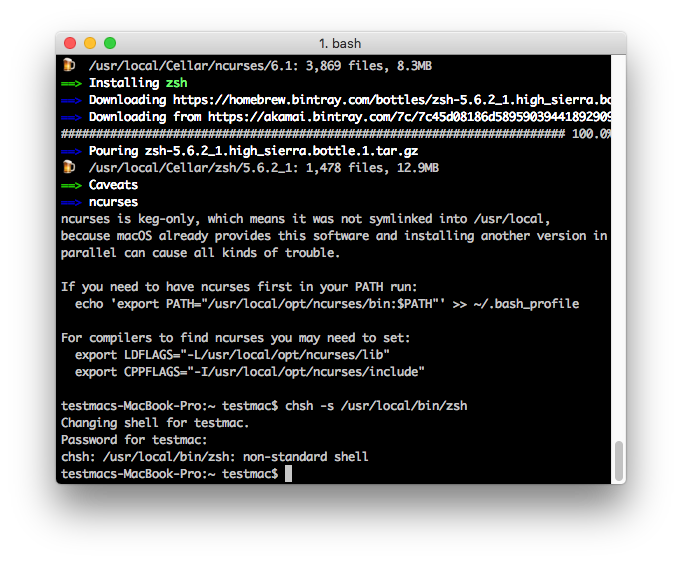 1. bash
/usr/local/Cellar/ncurses/6.1: 3,869 files, 8.3MB
==> Installing zsh
==> Downloading https://homebrew.bintray.com/bottles/zsh-5.6.2_1.high_sierra.bo
==> Downloading from https://akamai.bintray.com/7c/7c45d08186d58959039441892909
######################################################################## 100.0%
==> Pouring zsh-5.6.2_1.high_sierra.bottle.1.tar.gz
/usr/local/Cellar/zsh/5.6.2_1: 1,478 files, 12.9MB
==> Caveats
==> ncurses
ncurses is keg-only, which means it was not symlinked into /usr/local,
because macOS already provides this software and installing another version in
parallel can cause all kinds of trouble.
If you need to have ncurses first in your PATH run:
echo 'export PATH="/usr/local/opt/ncurses/bin:$PATH"' >> ~/.bash_profile
For compilers to find ncurses you may need to set:
export LDFLAGS="-L/usr/local/opt/ncurses/lib"
export CPPFLAGS="-I/usr/local/opt/ncurses/include"
testmacs-MacBook-Pro:~ testmac$ chsh -s /usr/local/bin/zsh
Changing shell for testmac.
Password for testmac:
chsh: /usr/local/bin/zsh: non-standard shell
testmacs-MacBook-Pro:~ testmac$